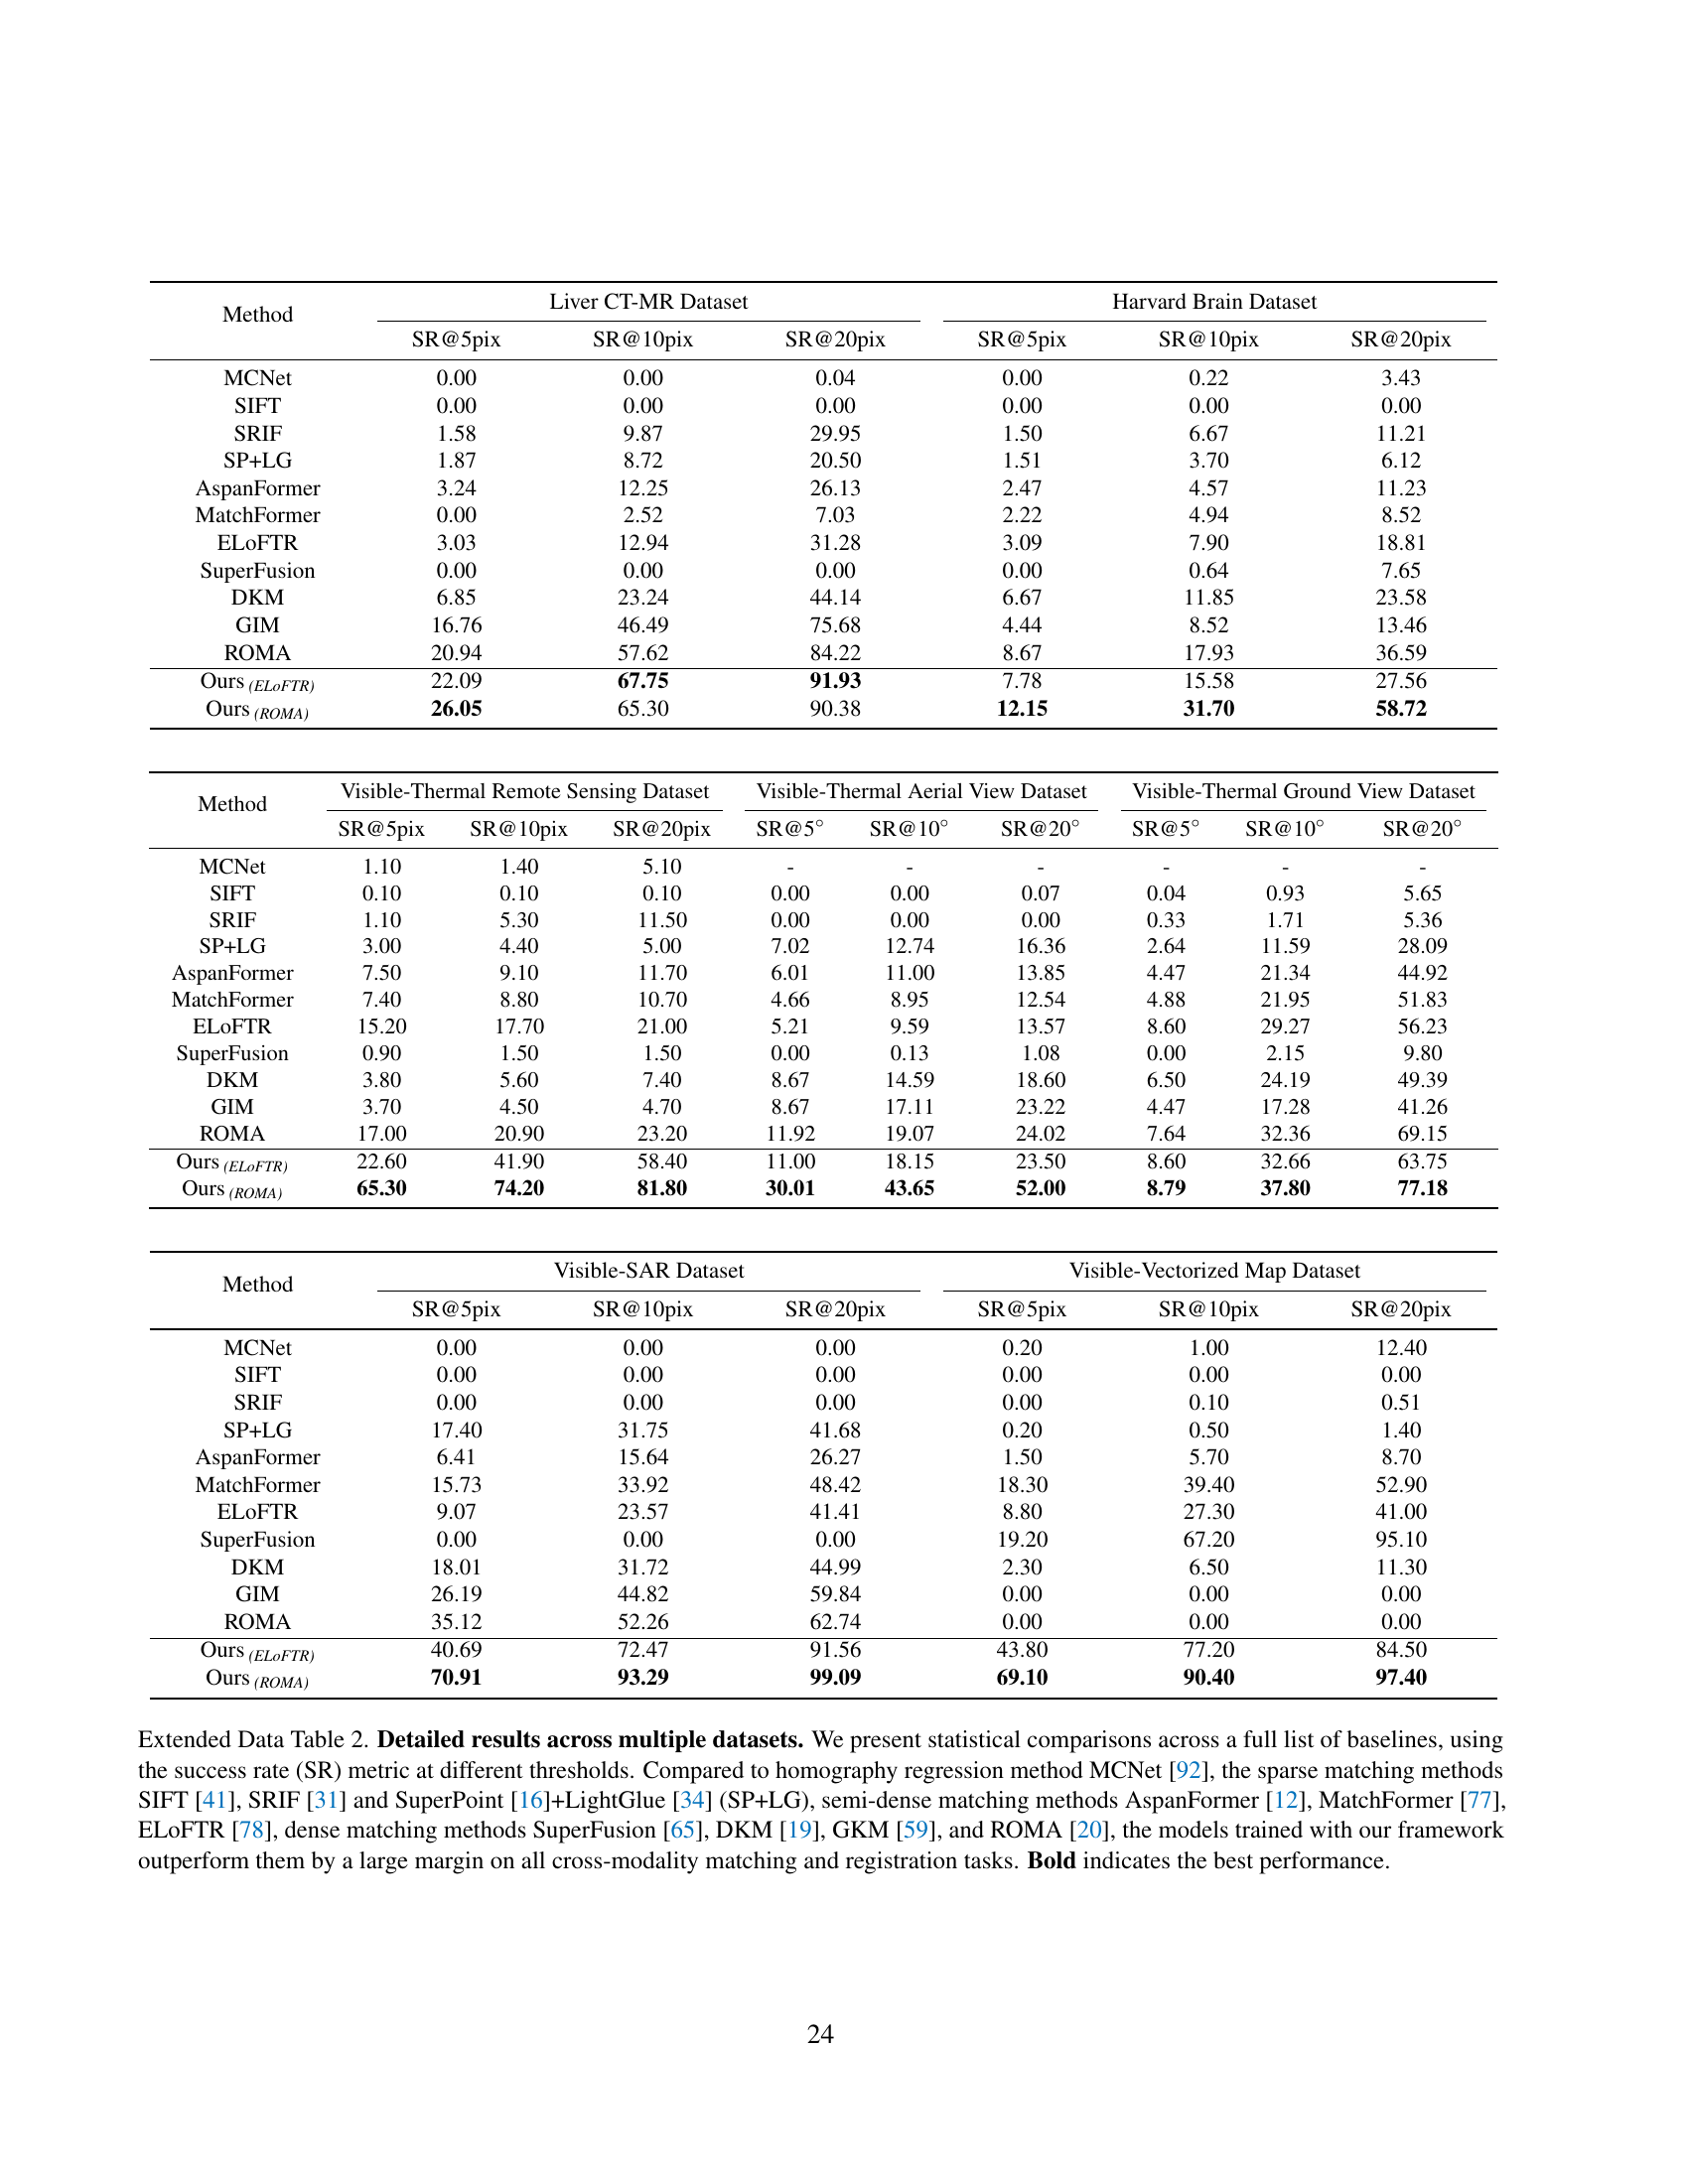 Method Liver CT-MR Dataset Harvard Brain Dataset
SR@5pix SR@10pix SR@20pix SR@5pix SR@10pix SR@20pix
MCNet 0.00 0.00 0.04 0.00 0.22 3.43
SIFT 0.00 0.00 0.00 0.00 0.00 0.00
SRIF 1.58 9.87 29.95 1.50 6.67 11.21
SP+LG 1.87 8.72 20.50 1.51 3.70 6.12
AspanFormer 3.24 12.25 26.13 2.47 4.57 11.23
MatchFormer 0.00 2.52 7.03 2.22 4.94 8.52
ELoFTR 3.03 12.94 31.28 3.09 7.90 18.81
SuperFusion 0.00 0.00 0.00 0.00 0.64 7.65
DKM 6.85 23.24 44.14 6.67 11.85 23.58
GIM 16.76 46.49 75.68 4.44 8.52 13.46
ROMA 20.94 57.62 84.22 8.67 17.93 36.59
Ours (ELoFTR) 22.09 67.75 91.93 7.78 15.58 27.56
Ours (ROMA) 26.05 65.30 90.38 12.15 31.70 58.72
Method Visible-Thermal Remote Sensing Dataset Visible-Thermal Aerial View Dataset Visible-Thermal Ground View Dataset
SR@5pix SR@10pix SR@20pix SR@5° SR@10° SR@20° SR@5° SR@10° SR@20°
MCNet 1.10 1.40 5.10 - - - - - -
SIFT 0.10 0.10 0.10 0.00 0.00 0.07 0.04 0.93 5.65
SRIF 1.10 5.30 11.50 0.00 0.00 0.00 0.33 1.71 5.36
SP+LG 3.00 4.40 5.00 7.02 12.74 16.36 2.64 11.59 28.09
AspanFormer 7.50 9.10 11.70 6.01 11.00 13.85 4.47 21.34 44.92
MatchFormer 7.40 8.80 10.70 4.66 8.95 12.54 4.88 21.95 51.83
ELoFTR 15.20 17.70 21.00 5.21 9.59 13.57 8.60 29.27 56.23
SuperFusion 0.90 1.50 1.50 0.00 0.13 1.08 0.00 2.15 9.80
DKM 3.80 5.60 7.40 8.67 14.59 18.60 6.50 24.19 49.39
GIM 3.70 4.50 4.70 8.67 17.11 23.22 4.47 17.28 41.26
ROMA 17.00 20.90 23.20 11.92 19.07 24.02 7.64 32.36 69.15
Ours (ELoFTR) 22.60 41.90 58.40 11.00 18.15 23.50 8.60 32.66 63.75
Ours (ROMA) 65.30 74.20 81.80 30.01 43.65 52.00 8.79 37.80 77.18
Method Visible-SAR Dataset Visible-Vectorized Map Dataset
SR@5pix SR@10pix SR@20pix SR@5pix SR@10pix SR@20pix
MCNet 0.00 0.00 0.00 0.20 1.00 12.40
SIFT 0.00 0.00 0.00 0.00 0.00 0.00
SRIF 0.00 0.00 0.00 0.00 0.10 0.51
SP+LG 17.40 31.75 41.68 0.20 0.50 1.40
AspanFormer 6.41 15.64 26.27 1.50 5.70 8.70
MatchFormer 15.73 33.92 48.42 18.30 39.40 52.90
ELoFTR 9.07 23.57 41.41 8.80 27.30 41.00
SuperFusion 0.00 0.00 0.00 19.20 67.20 95.10
DKM 18.01 31.72 44.99 2.30 6.50 11.30
GIM 26.19 44.82 59.84 0.00 0.00 0.00
ROMA 35.12 52.26 62.74 0.00 0.00 0.00
Ours (ELoFTR) 40.69 72.47 91.56 43.80 77.20 84.50
Ours (ROMA) 70.91 93.29 99.09 69.10 90.40 97.40
Extended Data Table 2. Detailed results across multiple datasets. We present statistical comparisons across a full list of baselines, using
the success rate (SR) metric at different thresholds. Compared to homography regression method MCNet [92], the sparse matching methods
SIFT [41], SRIF [31] and SuperPoint [16]+LightGlue [34] (SP+LG), semi-dense matching methods AspanFormer [12], MatchFormer [77],
ELoFTR [78], dense matching methods SuperFusion [65], DKM [19], GKM [59], and ROMA [20], the models trained with our framework
outperform them by a large margin on all cross-modality matching and registration tasks. Bold indicates the best performance.
24